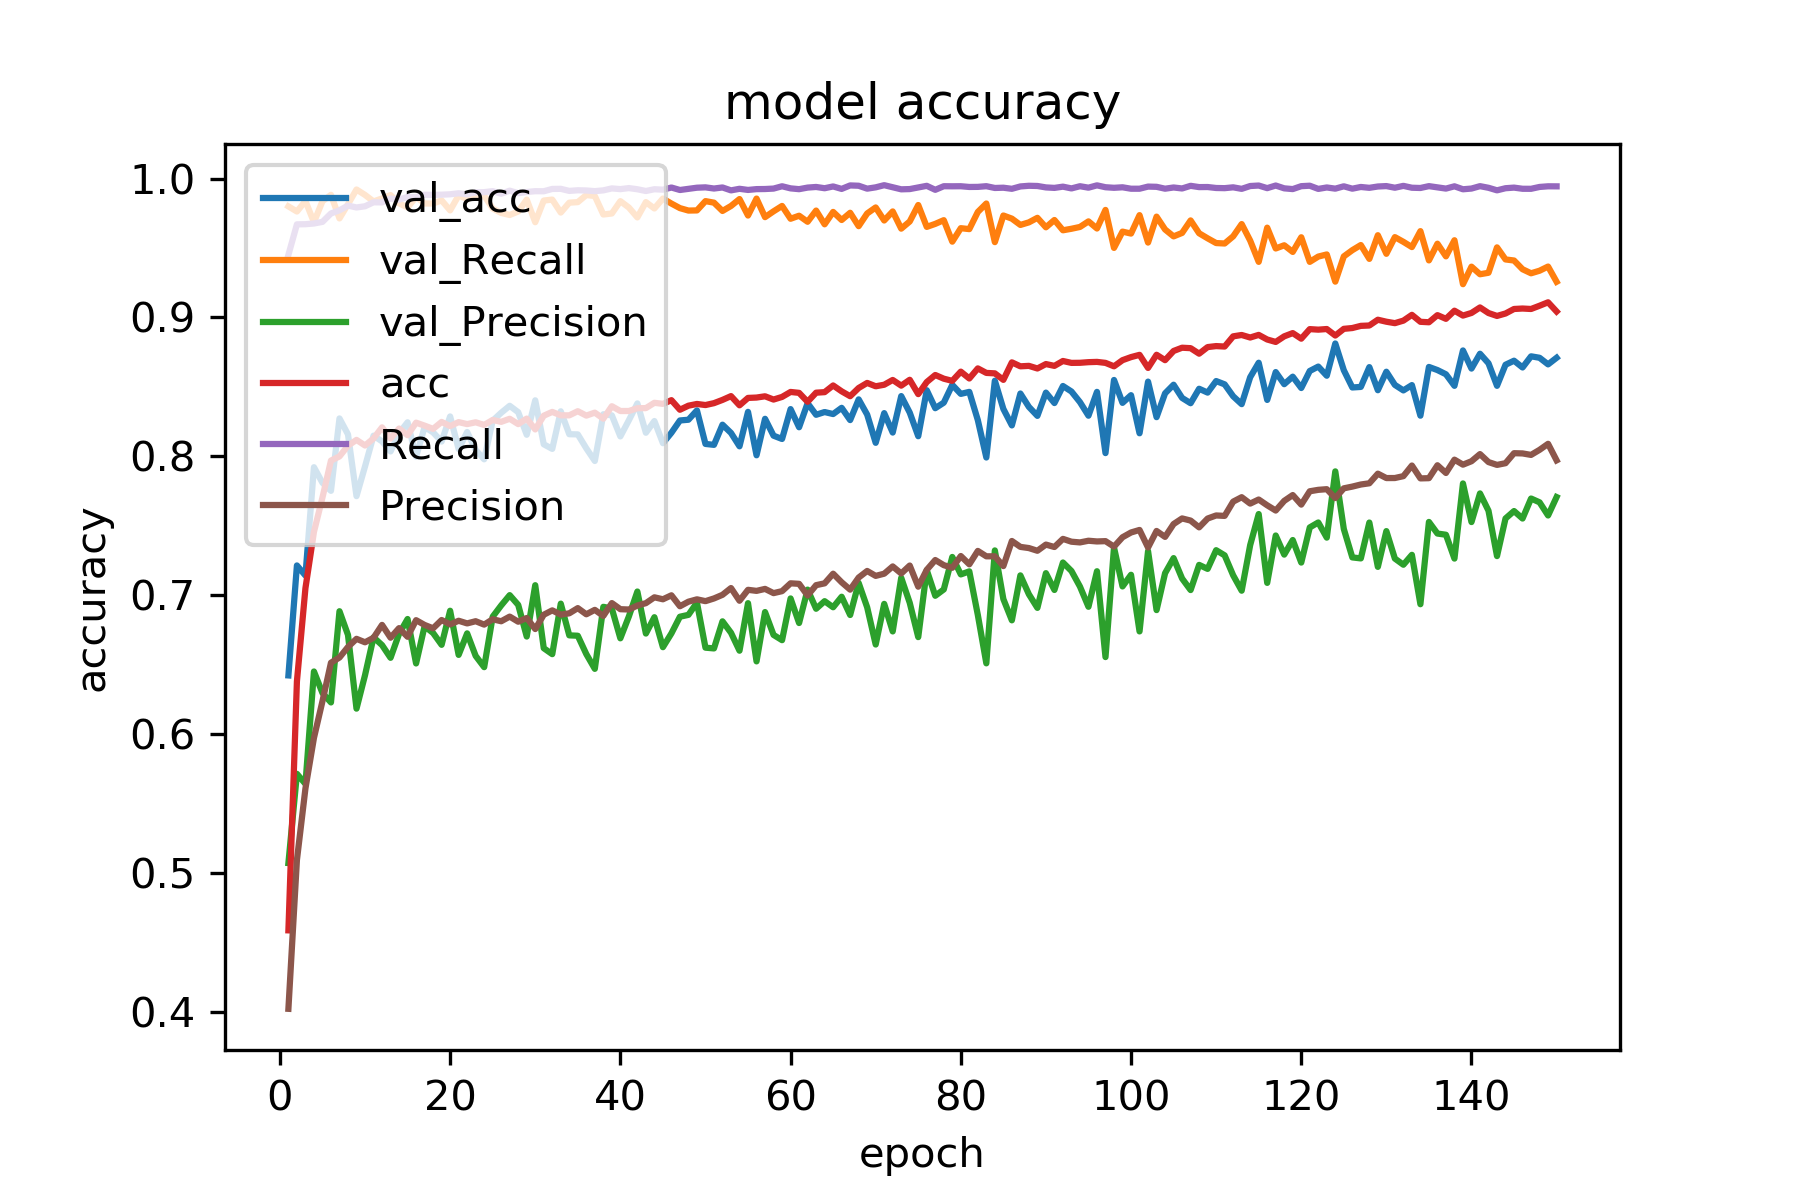 model accuracy
val_acc
val_Recall
val_Precision
acc
Recall
Precision
accuracy
1.0
0.9
0.8
0.7
0.6
0.5
0.4
0 20 40 60 80 100 120 140
epoch